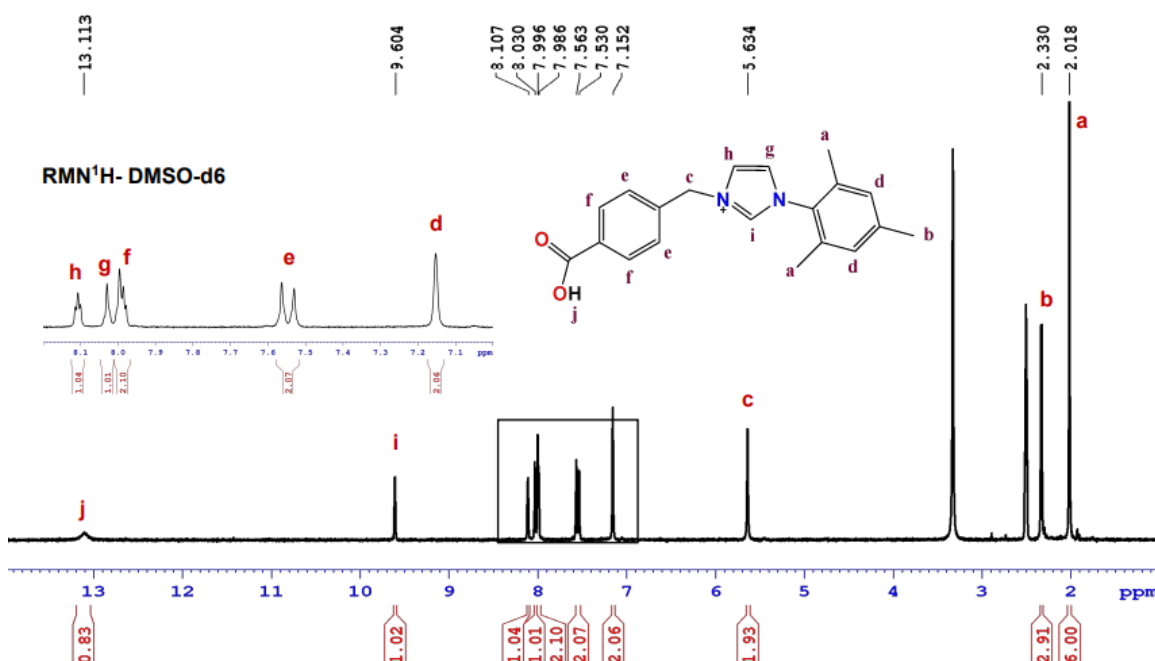 13.113
9.604
8.107
8.030
7.996
7.986
7.563
7.530
7.152
5.634
2.330
2.018
a
RMN¹H- DMSO-d6
h g f e d
8.1 8.0 7.9 7.8 7.7 7.6 7.5 7.4 7.3 7.2 7.1 ppm
1.04 1.01 2.10 2.07 2.06
a
h g
e c d
f N N
+
O i b
e
f a d
OH
j
b
c
i
j
13 12 11 10 9 8 7 6 5 4 3 2 ppm
0.83 1.02 1.04 1.01 2.10 2.07 2.06 1.93 2.91 6.00